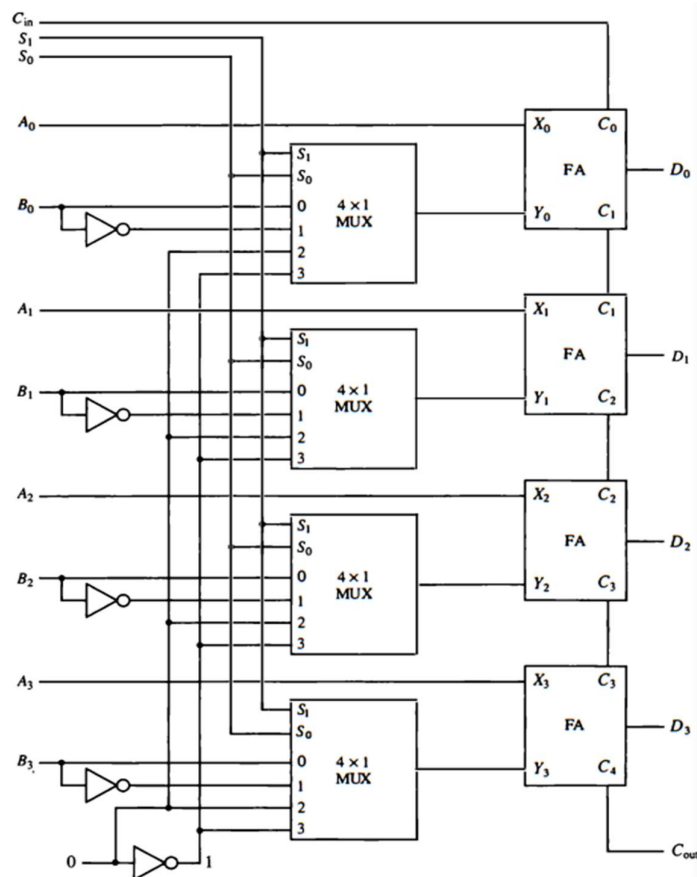 C_in
S_1
S_0
A_0
X_0 C_0
S_1
S_0
FA
D_0
B_0
0
4 × 1
MUX
1
Y_0 C_1
2
3
A_1
X_1 C_1
S_1
S_0
FA
D_1
B_1
0
4 × 1
MUX
1
Y_1 C_2
2
3
A_2
X_2 C_2
S_1
S_0
FA
D_2
B_2
0
4 × 1
MUX
1
Y_2 C_3
2
3
A_3
X_3 C_3
S_1
S_0
FA
D_3
B_3
0
4 × 1
MUX
1
Y_3 C_4
2
3
0
1
C_out